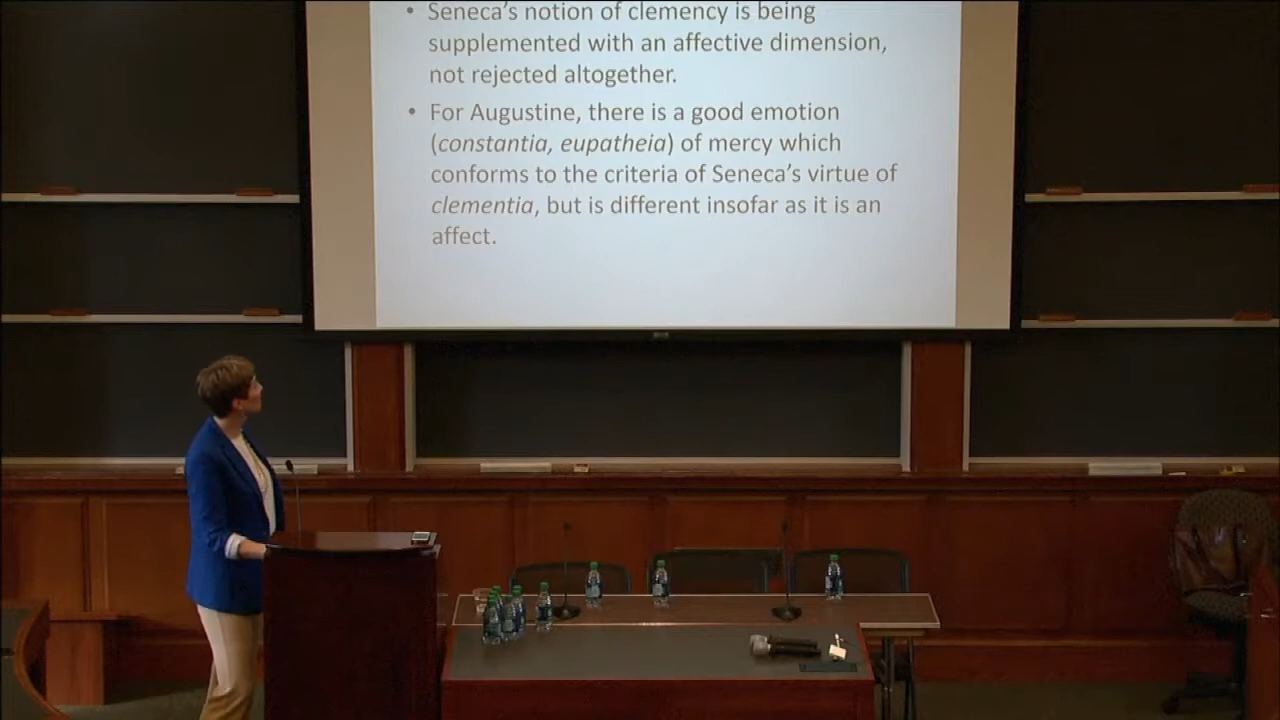 • Seneca's notion of clemency is being
supplemented with an affective dimension,
not rejected altogether.
• For Augustine, there is a good emotion
(constantia, eupatheia) of mercy which
conforms to the criteria of Seneca's virtue of
clementia, but is different insofar as it is an
affect.